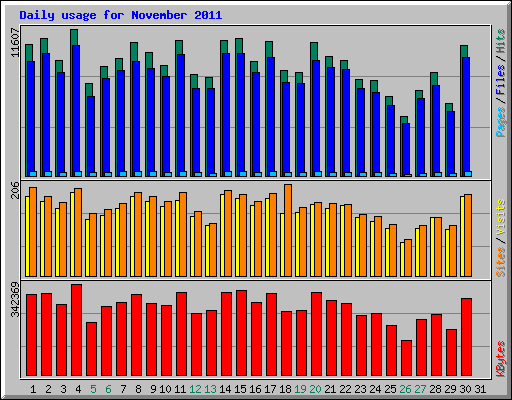 Daily usage for November 2011
11607
Pages / Files / Hits
206
Sites / Visits
342369
KBytes
1 2 3 4 5 6 7 8 9 10 11 12 13 14 15 16 17 18 19 20 21 22 23 24 25 26 27 28 29 30 31